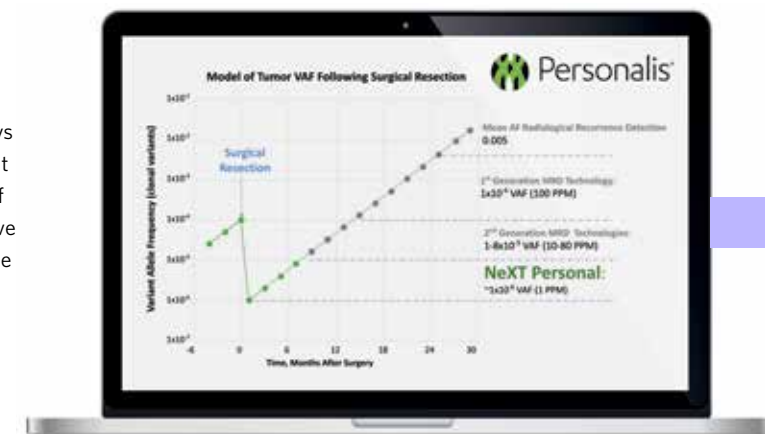 ys
t
f
ve
e
Personalis
Model of Tumor VAF Following Surgical Resection
Variant Allele Frequency (clonal variants)
Surgical
Resection
Mean AF Radiological Recurrence Detection
0.005
1st Generation MRD Technology:
1x10⁻⁴ VAF (100 PPM)
2nd Generation MRD Technologies:
1-8x10⁻⁵ VAF (10-80 PPM)
NeXT Personal:
~1x10⁻⁶ VAF (1 PPM)
-6 0 6 12 18 24 30
Time, Months After Surgery